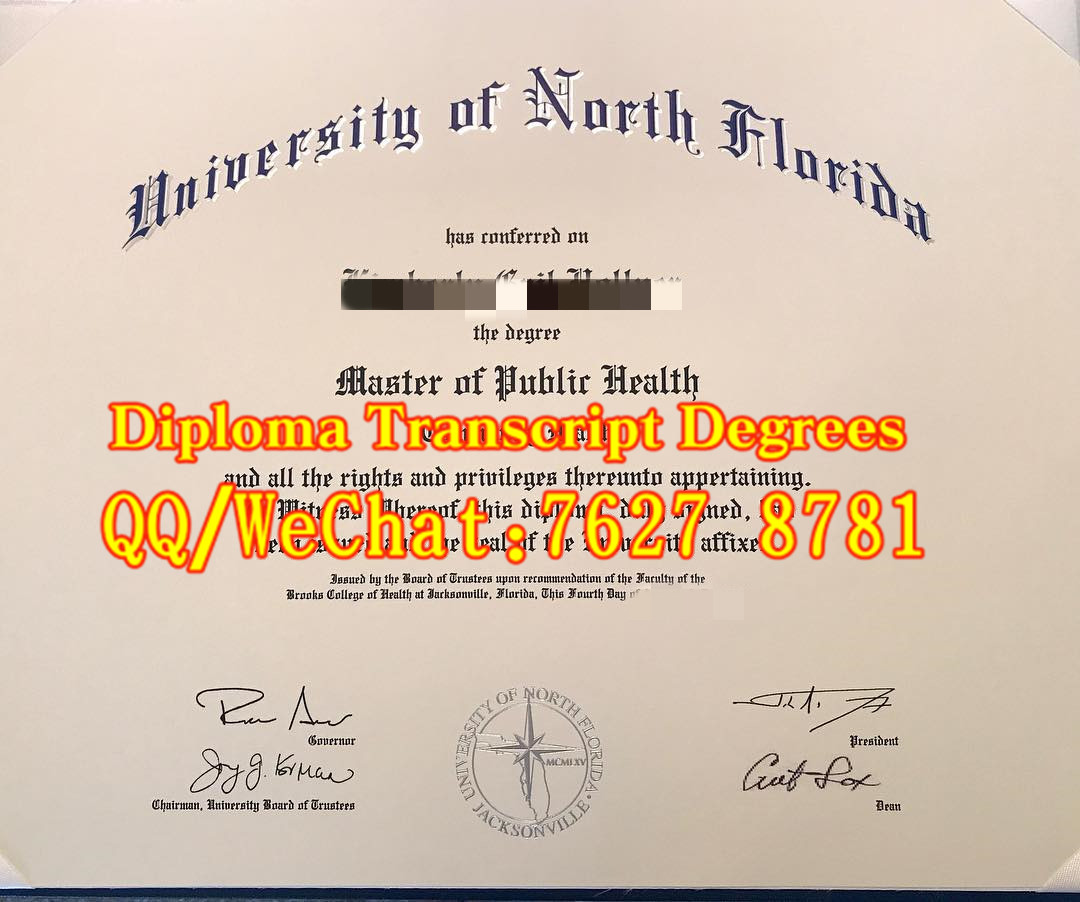 University of North Florida
has conferred on
the degree
Master of Public Health
Diploma Transcript Degrees
and all the rights and privileges thereunto appertaining.
QQ/WeChat:7627 8781
Issued by the Board of Trustees upon recommendation of the Faculty of the
Brooks College of Health at Jacksonville, Florida, This Fourth Day of
Governor
President
Chairman, University Board of Trustees
Dean
UNIVERSITY OF NORTH FLORIDA
MCMLXV
JACKSONVILLE